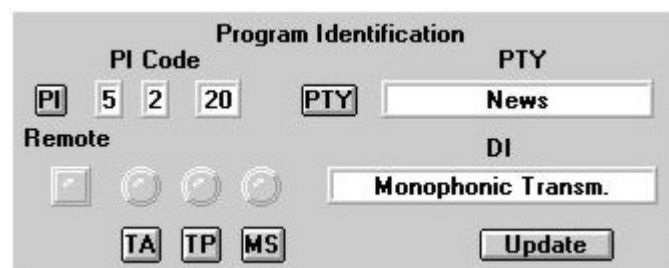 Program Identification
PI Code
PTY
PI 5 2 20 PTY News
Remote
DI
Monophonic Transm.
TA TP MS Update